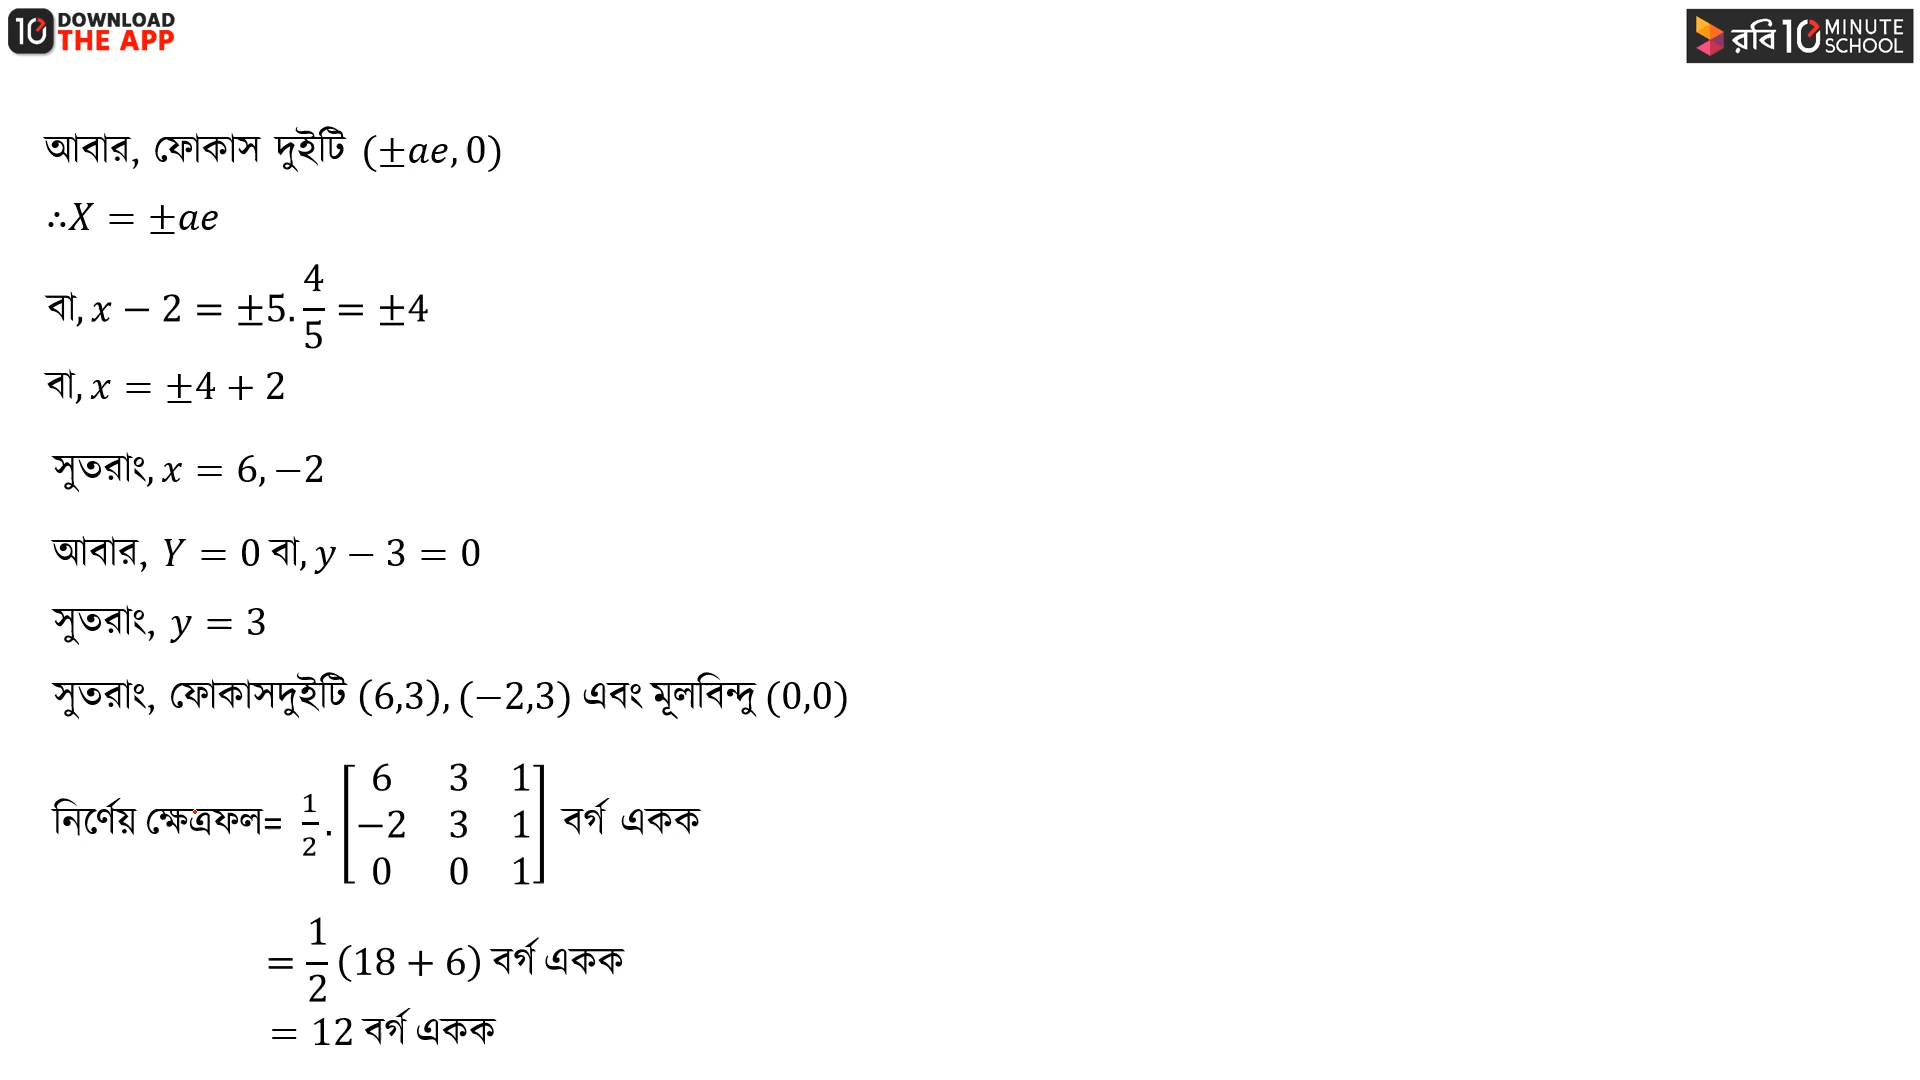 10 DOWNLOAD THE APP
রবি 10 MINUTE SCHOOL
আবার, ফোকাস দুইটি (±ae, 0)
∴X = ±ae
বা, x − 2 = ±5. 4/5 = ±4
বা, x = ±4 + 2
সুতরাং, x = 6, −2
আবার, Y = 0 বা, y − 3 = 0
সুতরাং, y = 3
সুতরাং, ফোকাসদুইটি (6,3), (−2,3) এবং মূলবিন্দু (0,0)
নির্ণেয় ক্ষেত্রফল= 1/2 . [6 3 1; −2 3 1; 0 0 1] বর্গ একক
= 1/2 (18 + 6) বর্গ একক
= 12 বর্গ একক